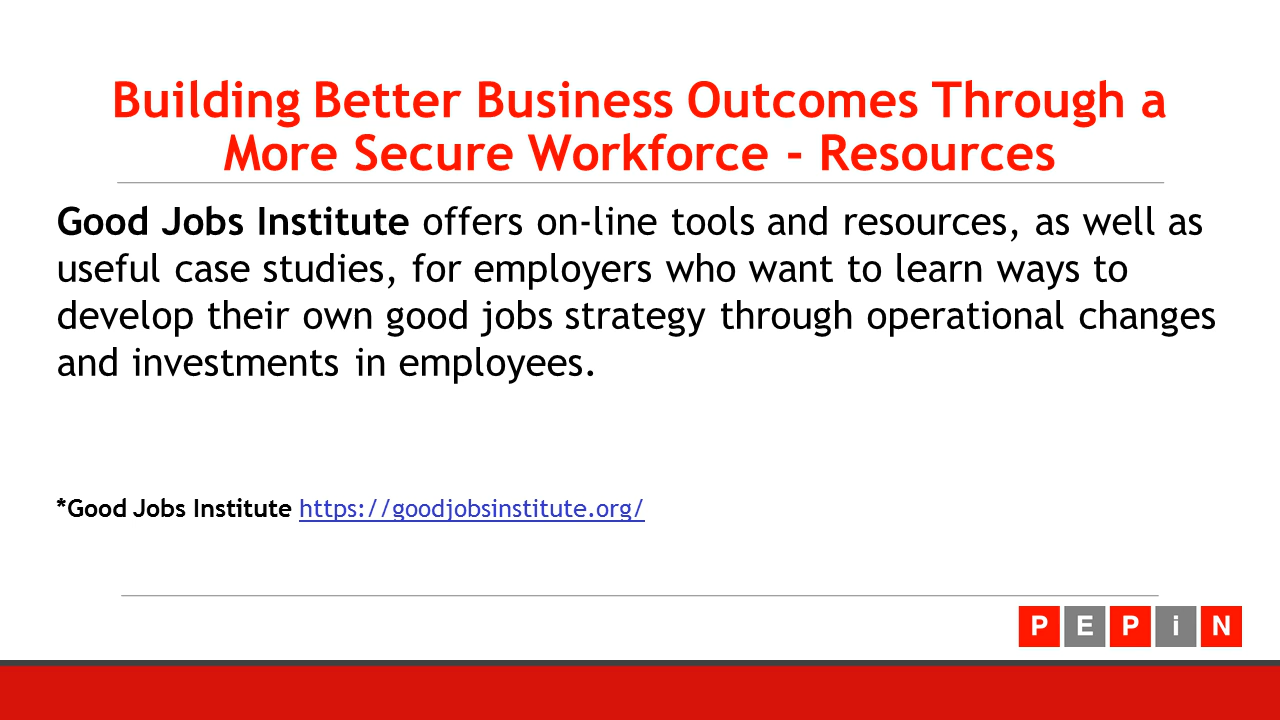 Building Better Business Outcomes Through a
More Secure Workforce - Resources
Good Jobs Institute offers on-line tools and resources, as well as
useful case studies, for employers who want to learn ways to
develop their own good jobs strategy through operational changes
and investments in employees.
*Good Jobs Institute https://goodjobsinstitute.org/
PEPiN